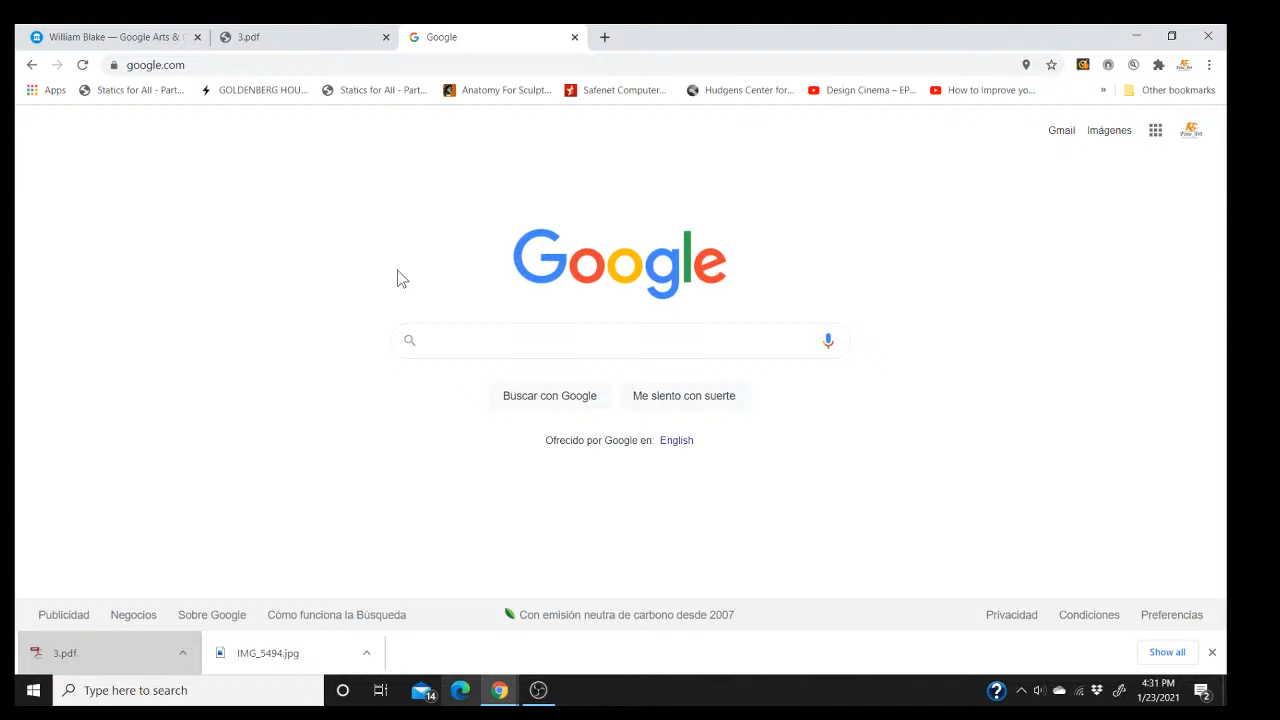 William Blake — Google Arts &
3.pdf
Google
google.com
Apps
Statics for All - Part...
GOLDENBERG HOU...
Statics for All - Part...
Anatomy For Sculpt...
Safenet Computer...
Hudgens Center for...
Design Cinema – EP...
How to Improve yo...
»
Other bookmarks
Gmail
Imágenes
Google
Buscar con Google
Me siento con suerte
Ofrecido por Google en: English
Publicidad
Negocios
Sobre Google
Cómo funciona la Búsqueda
Con emisión neutra de carbono desde 2007
Privacidad
Condiciones
Preferencias
3.pdf
IMG_5494.jpg
Show all
Type here to search
14
4:31 PM
1/23/2021
2